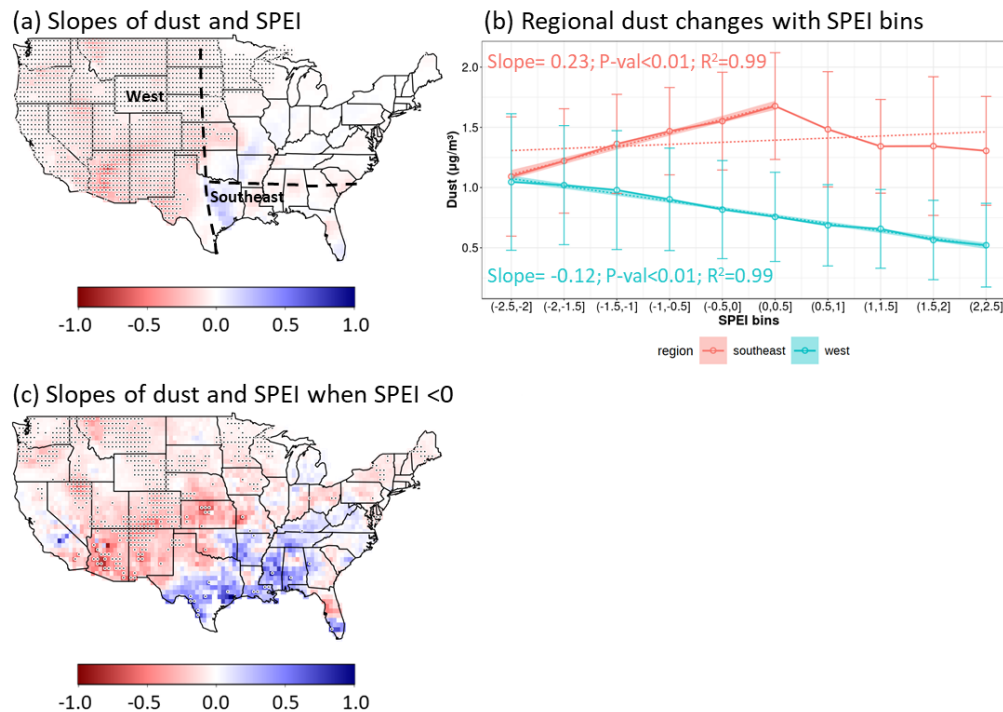 (a) Slopes of dust and SPEI
West
Southeast
-1.0 -0.5 0.0 0.5 1.0
(b) Regional dust changes with SPEI bins
Slope= 0.23; P-val<0.01; R²=0.99
2.0
1.5
1.0
0.5
Dust (µg/m³)
Slope= -0.12; P-val<0.01; R²=0.99
(-2.5,-2] (-2,-1.5] (-1.5,-1] (-1,-0.5] (-0.5,0] (0,0.5] (0.5,1] (1,1.5] (1.5,2] (2,2.5]
SPEI bins
region southeast west
(c) Slopes of dust and SPEI when SPEI <0
-1.0 -0.5 0.0 0.5 1.0